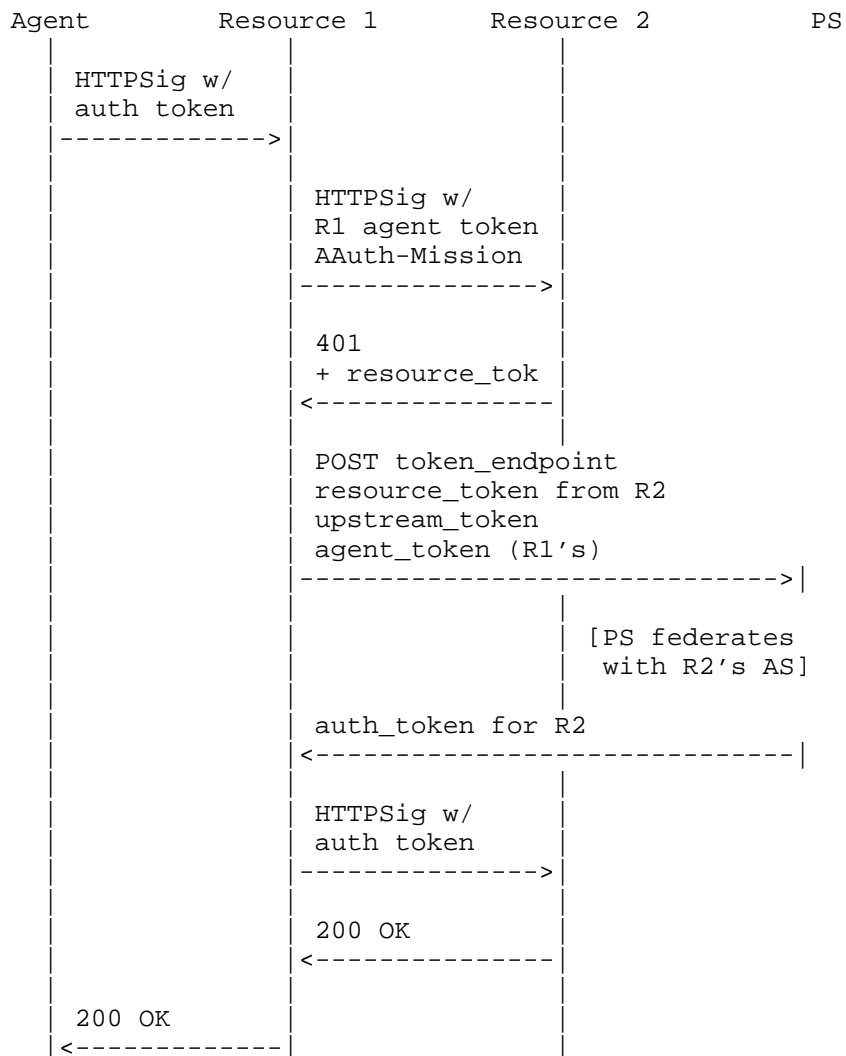 Agent Resource 1 Resource 2 PS
HTTPSig w/
auth token
HTTPSig w/
R1 agent token
AAuth-Mission
401
+ resource_tok
POST token_endpoint
resource_token from R2
upstream_token
agent_token (R1's)
[PS federates
with R2's AS]
auth_token for R2
HTTPSig w/
auth token
200 OK
200 OK